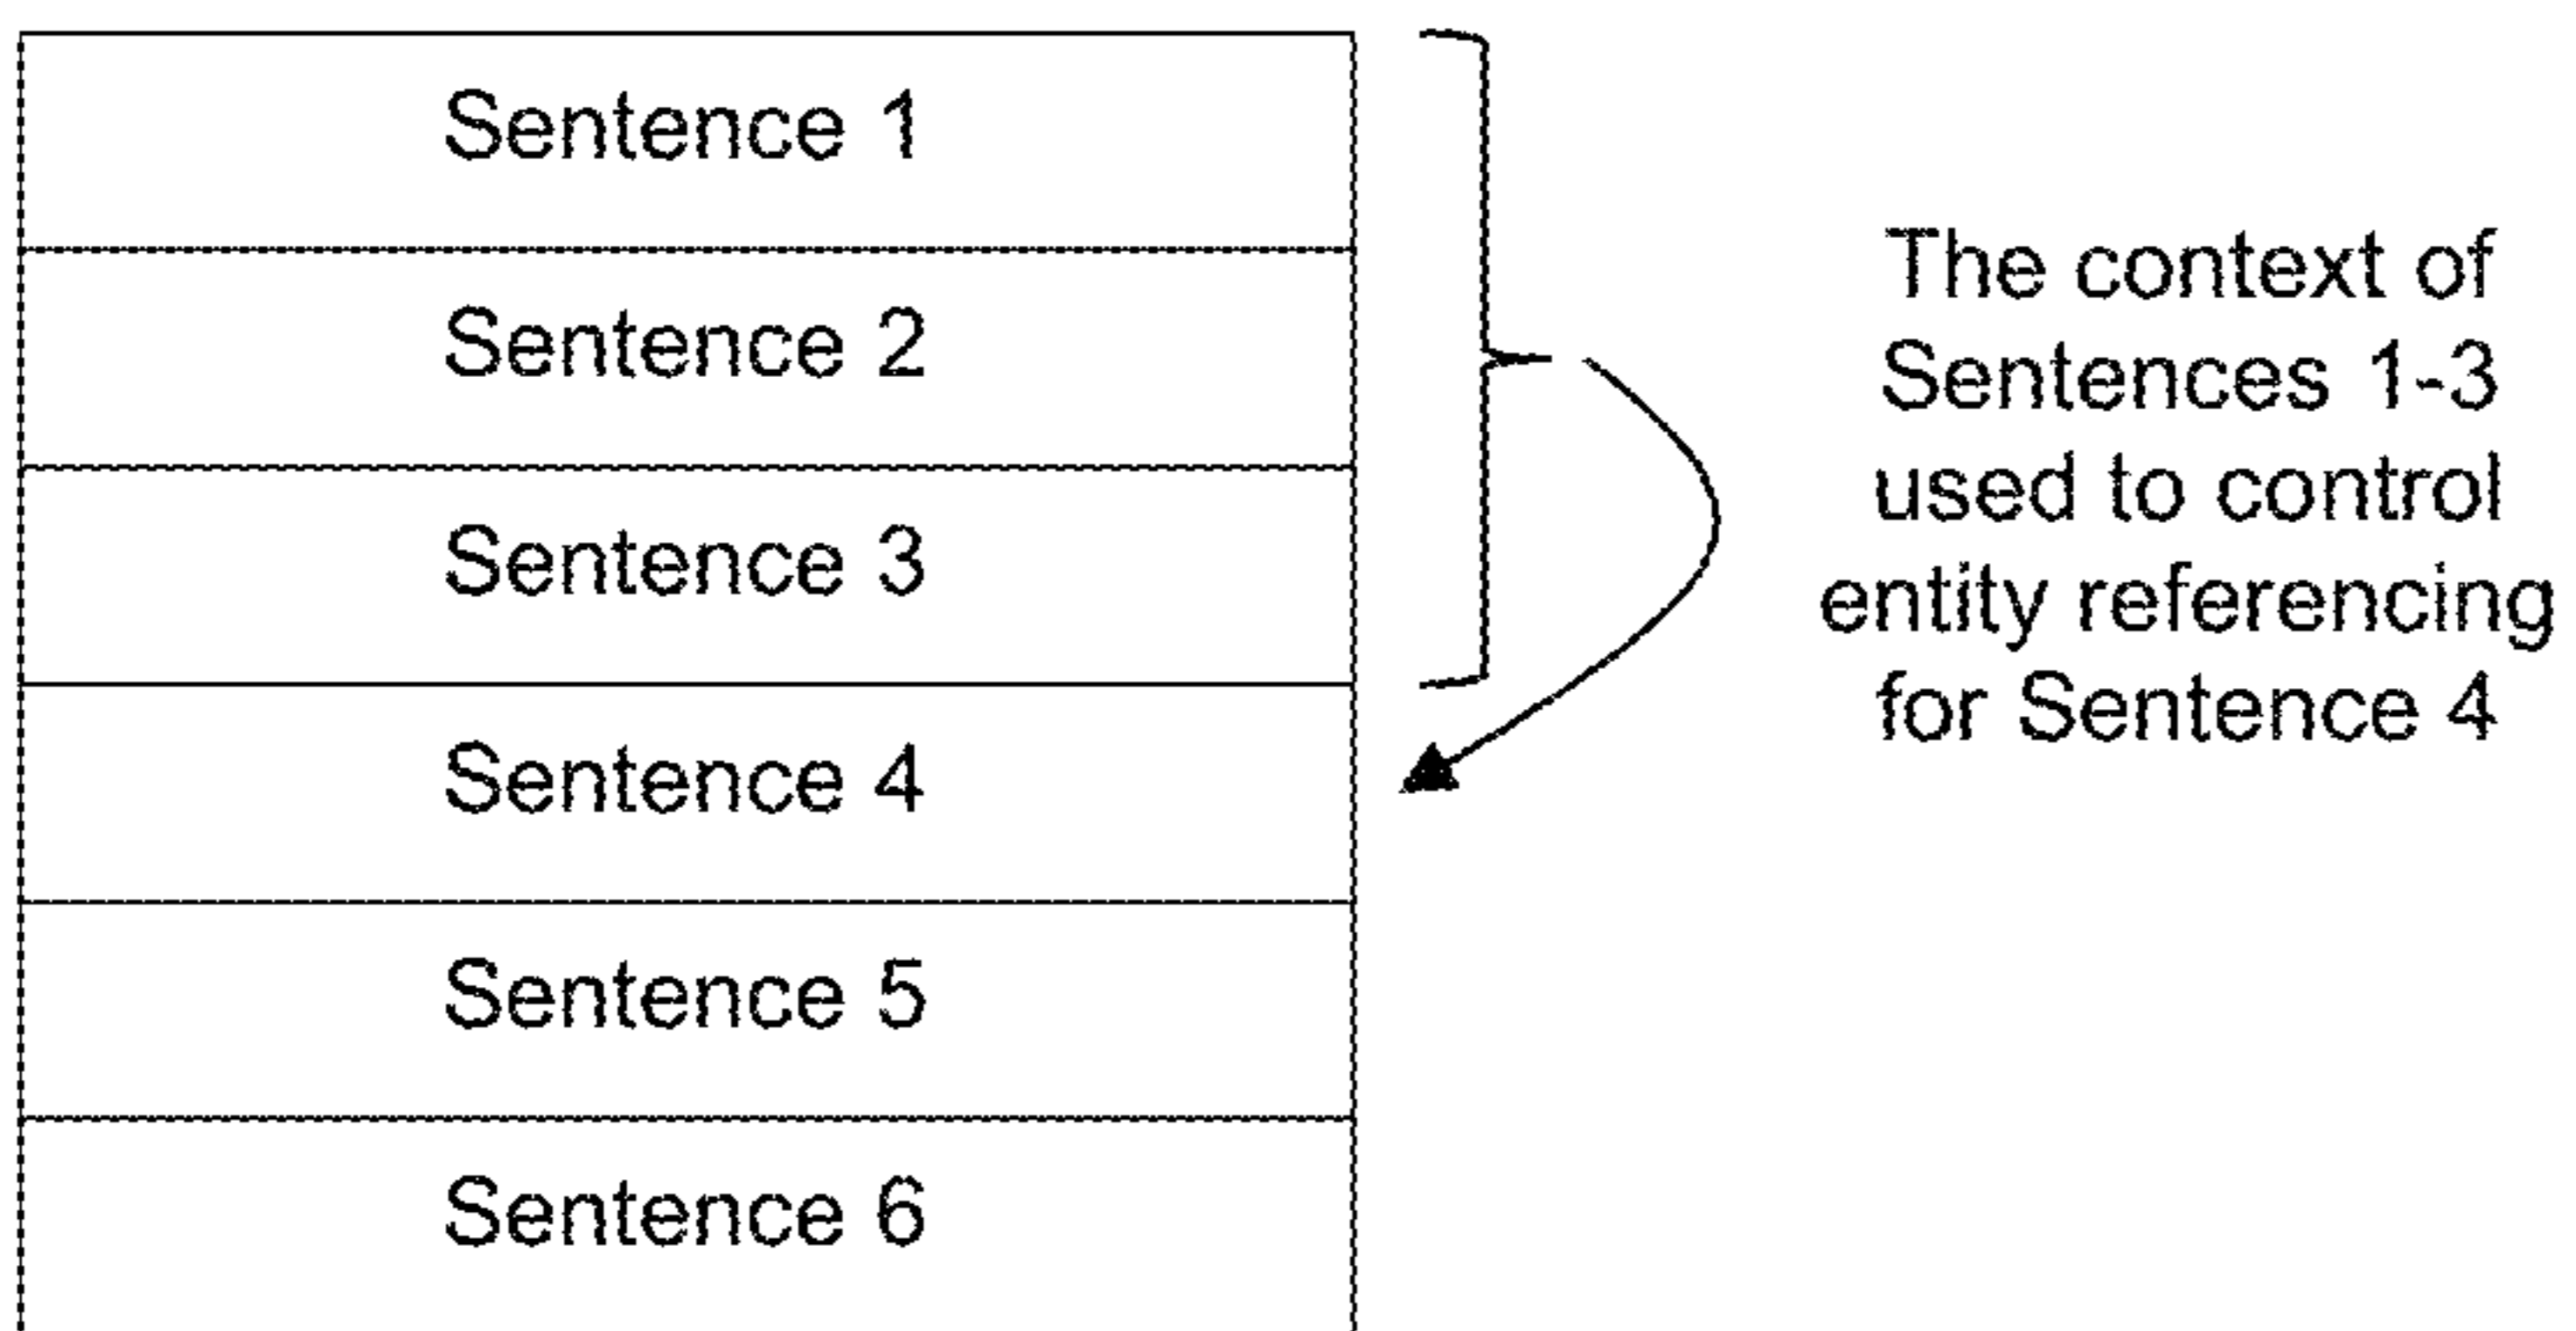 Sentence 1
Sentence 2
Sentence 3
Sentence 4
Sentence 5
Sentence 6
The context of
Sentences 1-3
used to control
entity referencing
for Sentence 4